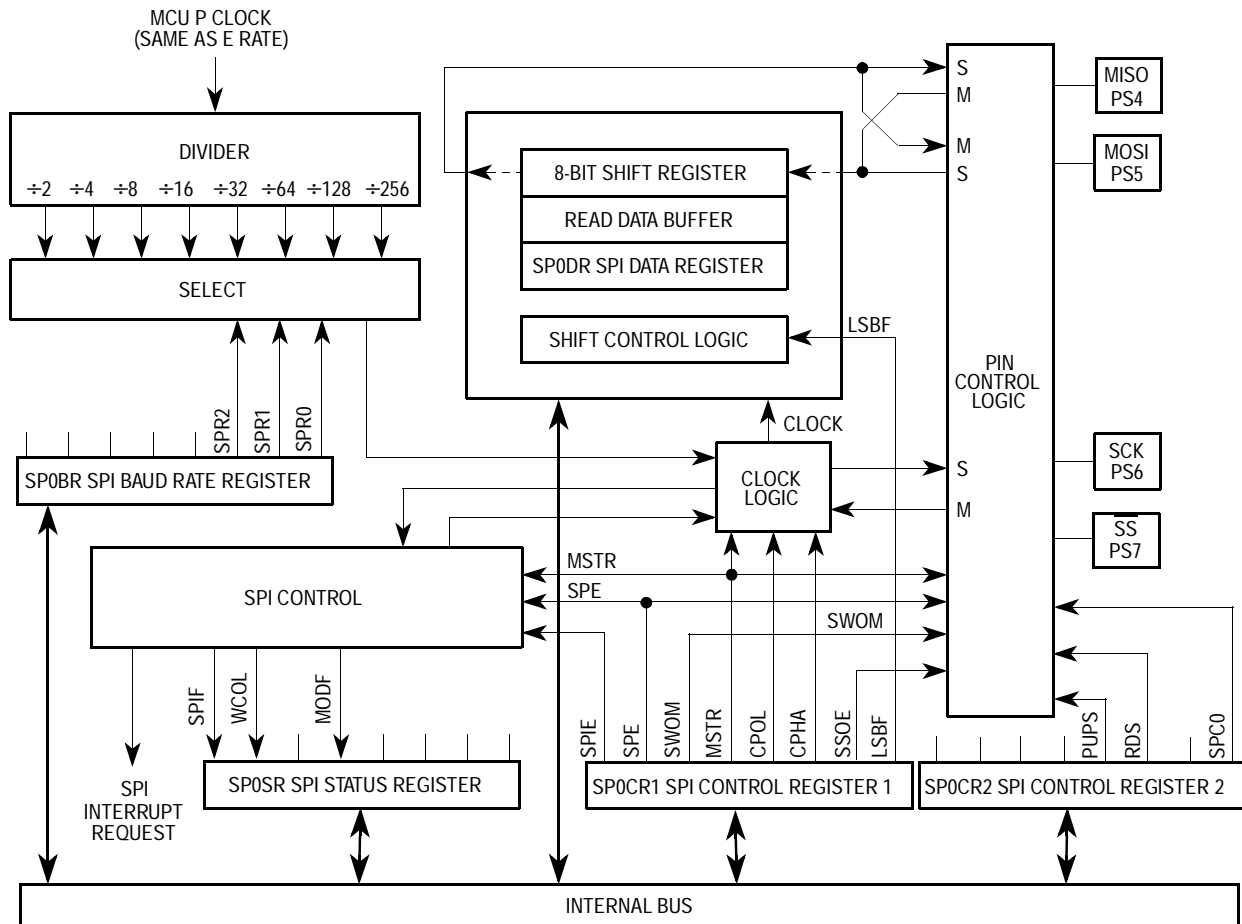 MCU P CLOCK
(SAME AS E RATE)
DIVIDER
÷2 ÷4 ÷8 ÷16 ÷32 ÷64 ÷128 ÷256
SELECT
SPR2
SPR1
SPR0
SP0BR SPI BAUD RATE REGISTER
8-BIT SHIFT REGISTER
READ DATA BUFFER
SP0DR SPI DATA REGISTER
SHIFT CONTROL LOGIC
LSBF
CLOCK
CLOCK
LOGIC
S
M
M
S
PIN
CONTROL
LOGIC
S
M
MISO
PS4
MOSI
PS5
SCK
PS6
SS
PS7
SPI CONTROL
MSTR
SPE
SWOM
SPIF
WCOL
MODF
SPI
INTERRUPT
REQUEST
SP0SR SPI STATUS REGISTER
SPIE
SPE
SWOM
MSTR
CPOL
CPHA
SSOE
LSBF
SP0CR1 SPI CONTROL REGISTER 1
PUPS
RDS
SPC0
SP0CR2 SPI CONTROL REGISTER 2
INTERNAL BUS